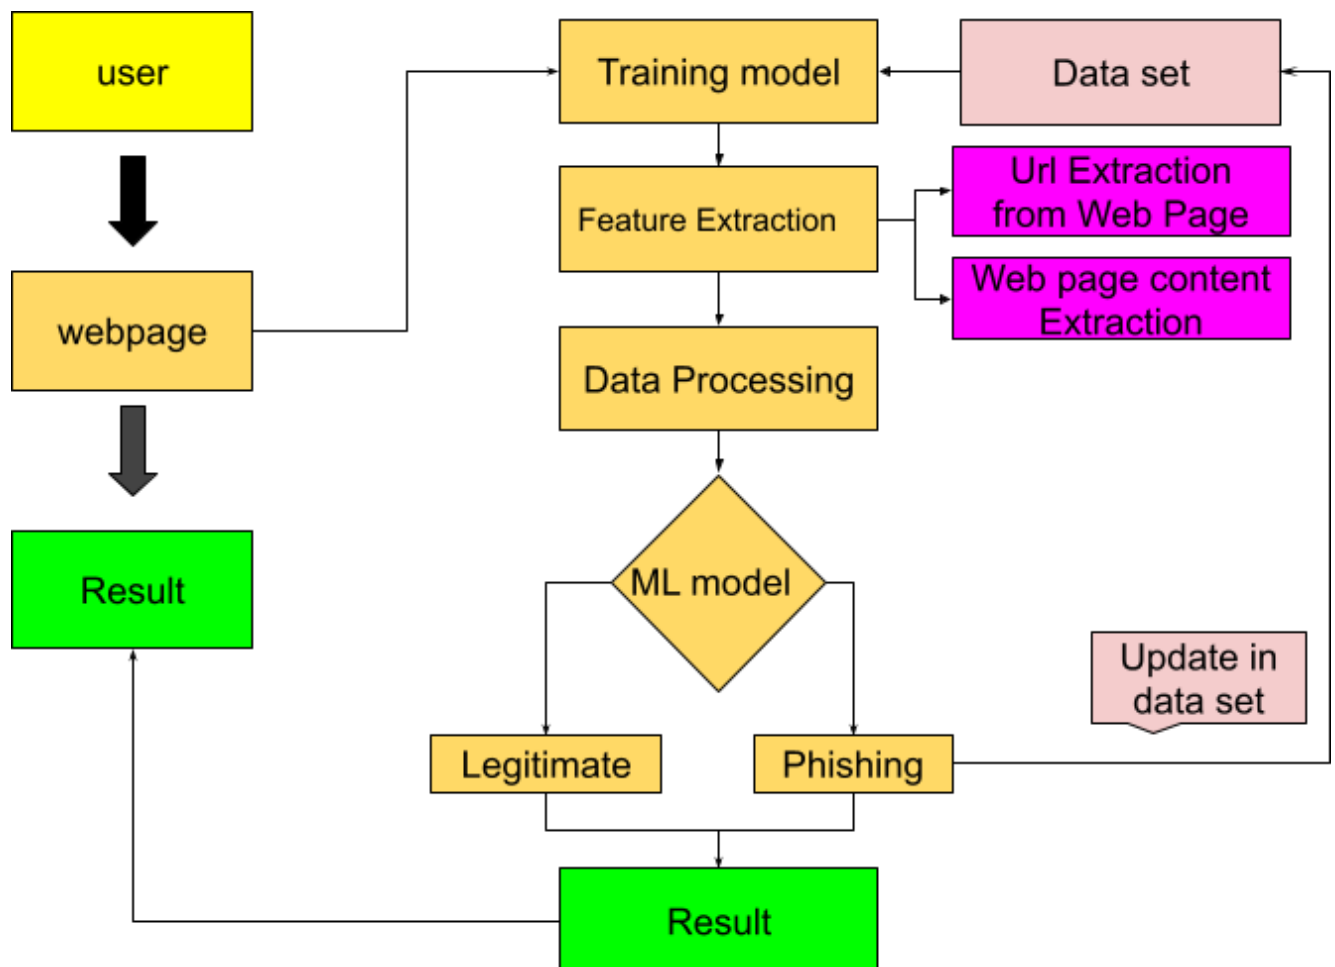 user
Training model
Data set
Url Extraction
from Web Page
Feature Extraction
Web page content
Extraction
webpage
Data Processing
Result
ML model
Update in
data set
Legitimate
Phishing
Result